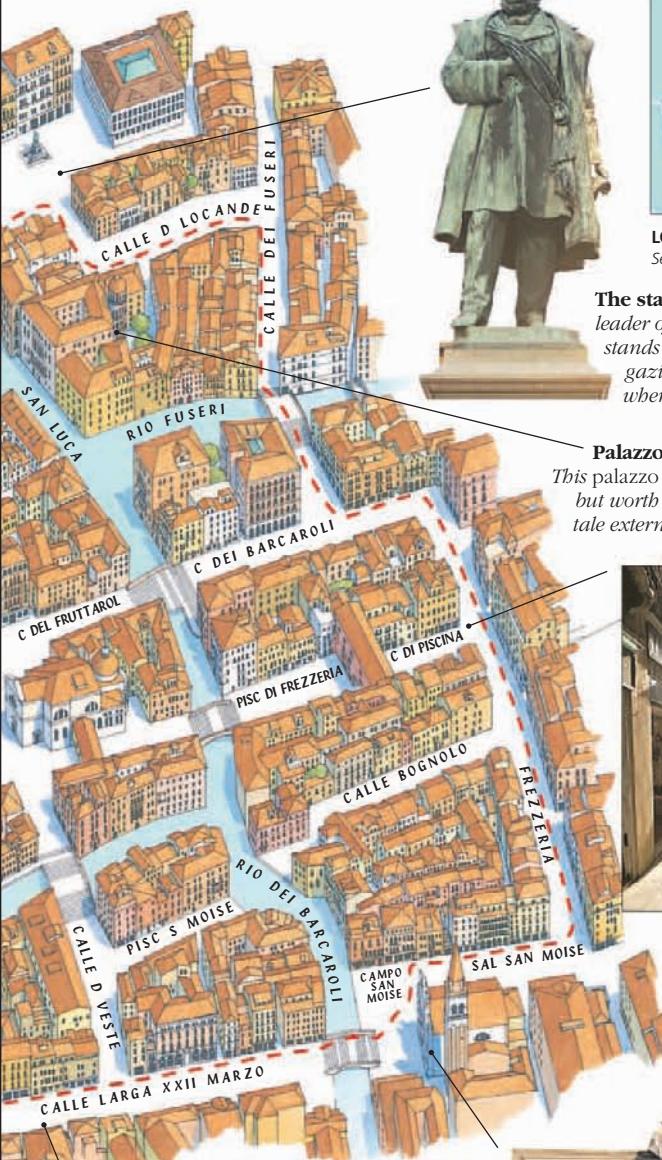 CALLE D LOCANDE
CALLE DEI FUSERI
LO
Se
The sta
leader o
stands
gazi
wher
SAN LUCA
RIO FUSERI
Palazzo
This palazzo
but worth
tale extern
C DEI BARCAROLI
C DEL FRUTTAROL
C DI PISCINA
PISC DI FREZZERIA
CALLE BOGNOLO
FREZZERIA
RIO DEI BARCAROLI
PISC S MOISE
CALLE D VESTE
SAL SAN MOISE
CAMPO
SAN
MOISE
CALLE LARGA XXII MARZO